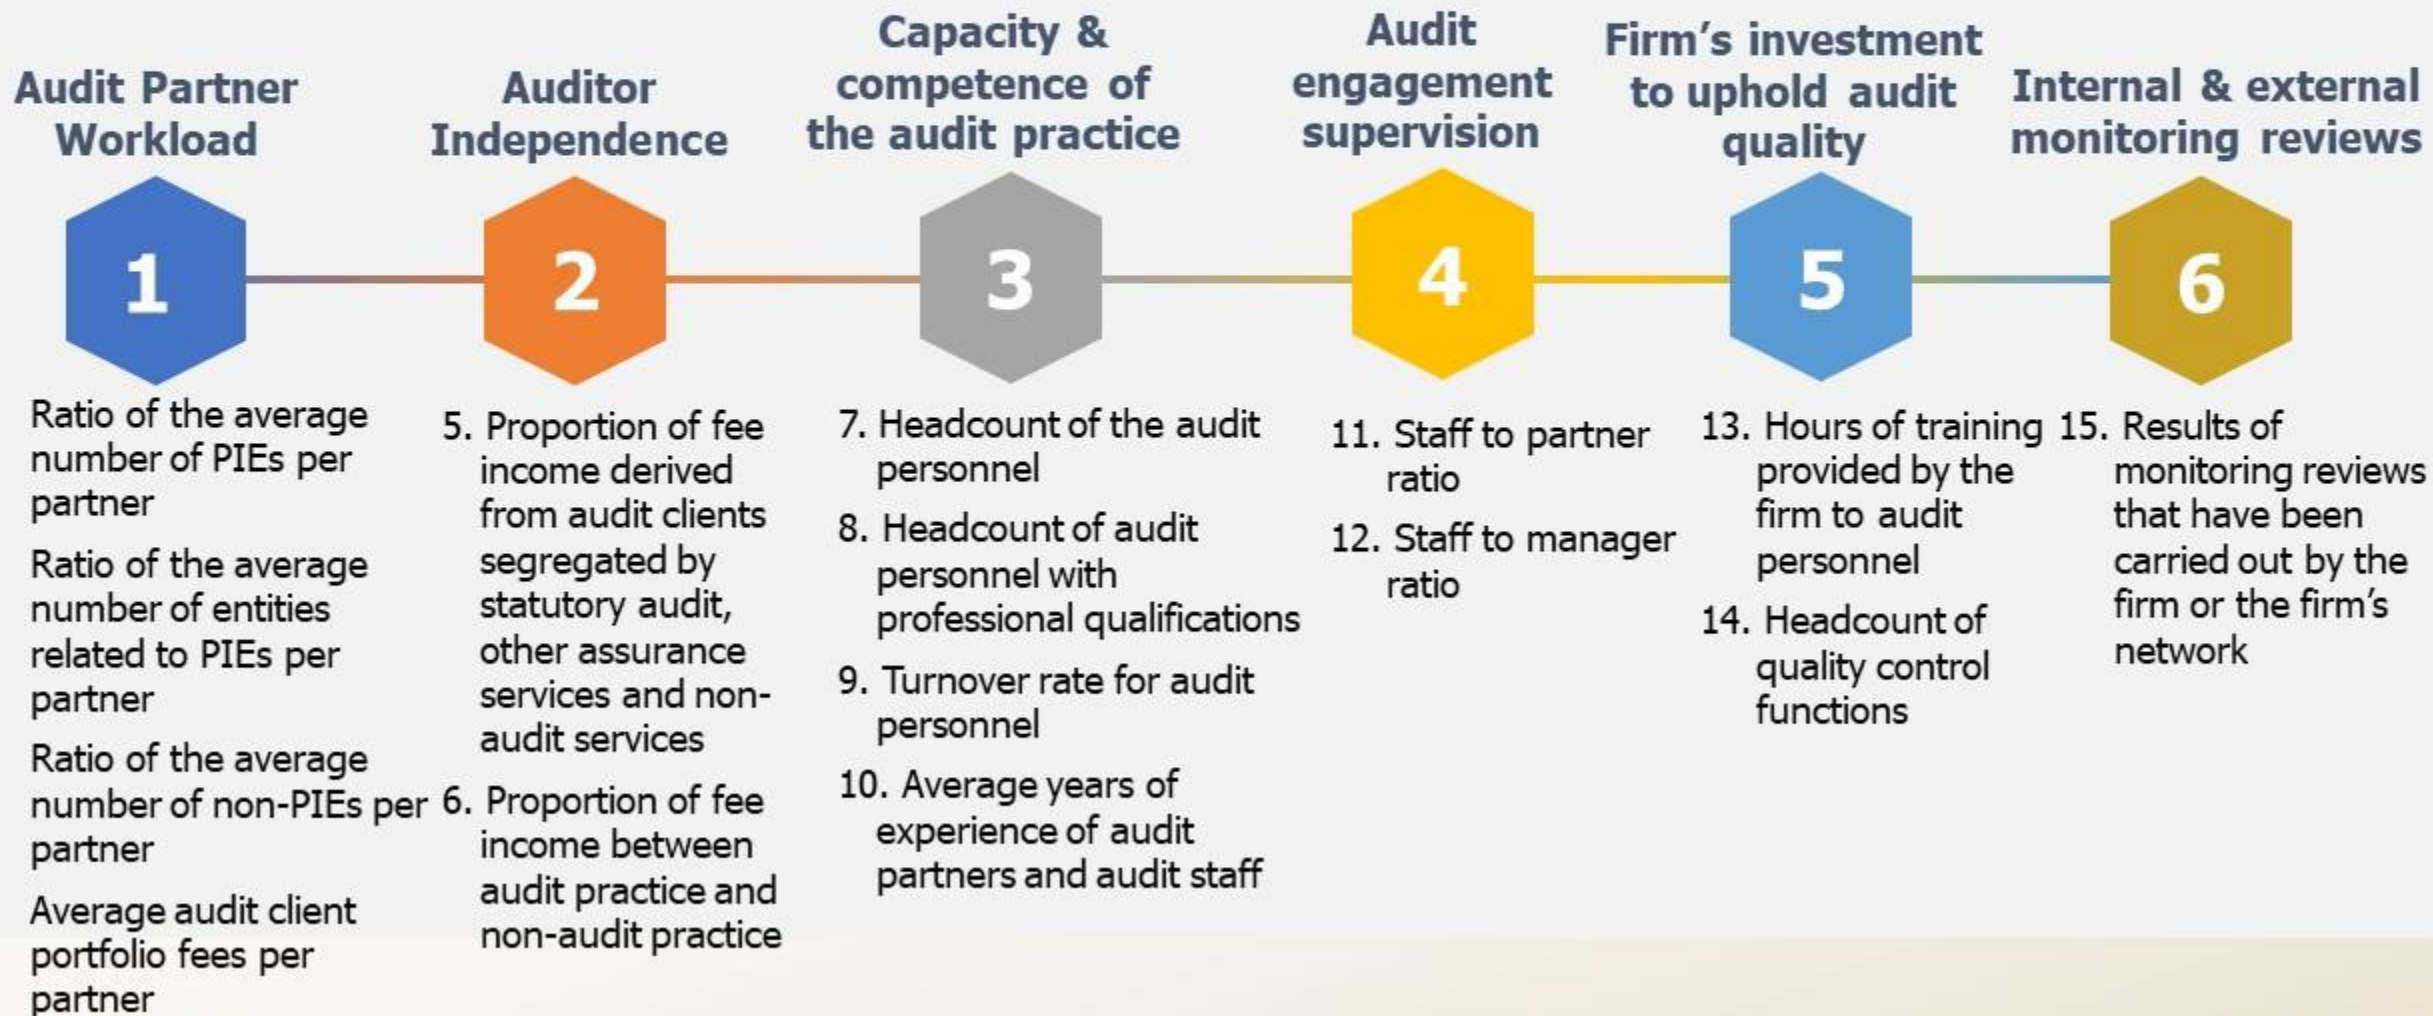 Audit Partner
Workload
1
Ratio of the average
number of PIEs per
partner
Ratio of the average
number of entities
related to PIEs per
partner
Ratio of the average
number of non-PIEs per
partner
Average audit client
portfolio fees per
partner
Auditor
Independence
2
5. Proportion of fee
income derived
from audit clients
segregated by
statutory audit,
other assurance
services and non-
audit services
6. Proportion of fee
income between
audit practice and
non-audit practice
Capacity &
competence of
the audit practice
3
7. Headcount of the audit
personnel
8. Headcount of audit
personnel with
professional qualifications
9. Turnover rate for audit
personnel
10. Average years of
experience of audit
partners and audit staff
Audit
engagement
supervision
4
11. Staff to partner
ratio
12. Staff to manager
ratio
Firm's investment
to uphold audit
quality
5
13. Hours of training
provided by the
firm to audit
personnel
14. Headcount of
quality control
functions
Internal & external
monitoring reviews
6
15. Results of
monitoring reviews
that have been
carried out by the
firm or the firm's
network